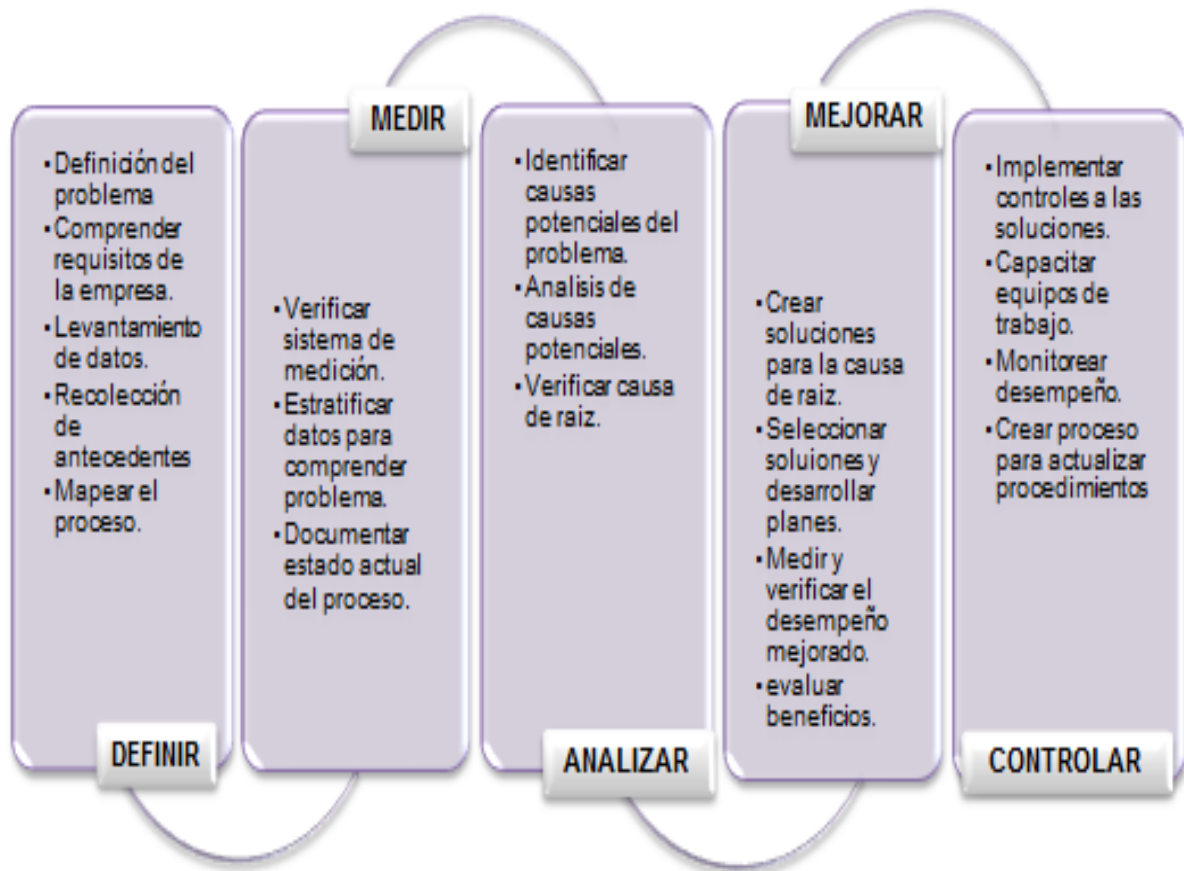 • Definición del
problema
• Comprender
requisitos de
la empresa.
• Levantamiento
de datos.
• Recolección
de
antecedentes
• Mapear el
proceso.
DEFINIR
MEDIR
• Verificar
sistema de
medición.
• Estratificar
datos para
comprender
problema.
• Documentar
estado actual
del proceso.
• Identificar
causas
potenciales del
problema.
• Analisis de
causas
potenciales.
• Verificar causa
de raiz.
ANALIZAR
MEJORAR
• Crear
soluciones
para la causa
de raiz.
• Seleccionar
soluiones y
desarrollar
planes.
• Medir y
verificar el
desempeño
mejorado.
• evaluar
beneficios.
• Implementar
controles a las
soluciones.
• Capacitar
equipos de
trabajo.
• Monitorear
desempeño.
• Crear proceso
para actualizar
procedimientos
CONTROLAR